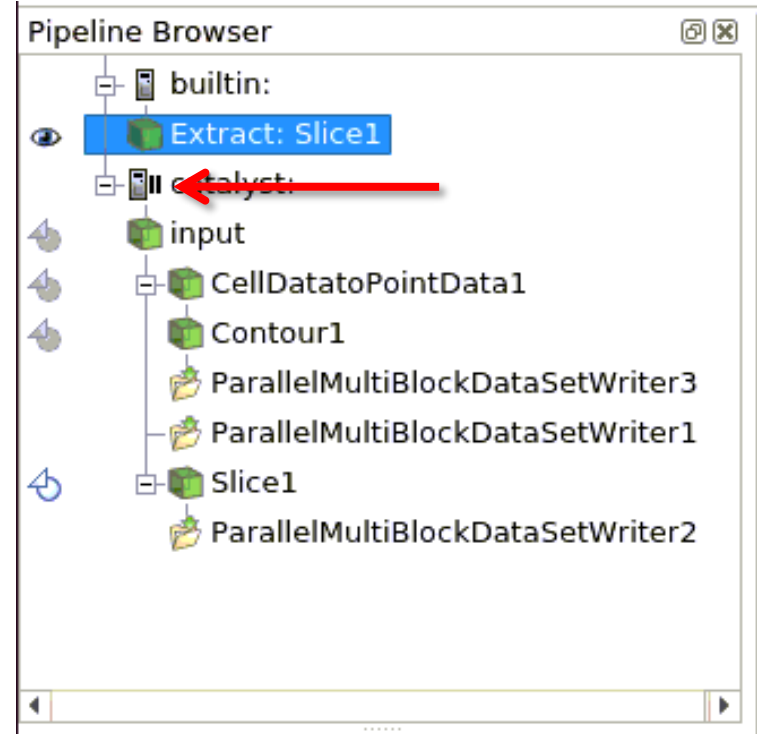 Pipeline Browser
builtin:
Extract: Slice1
catalyst:
input
CellDatatoPointData1
Contour1
ParallelMultiBlockDataSetWriter3
ParallelMultiBlockDataSetWriter1
Slice1
ParallelMultiBlockDataSetWriter2